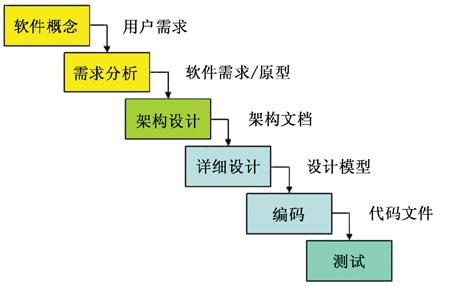 软件概念
用户需求
需求分析
软件需求/原型
架构设计
架构文档
详细设计
设计模型
编码
代码文件
测试